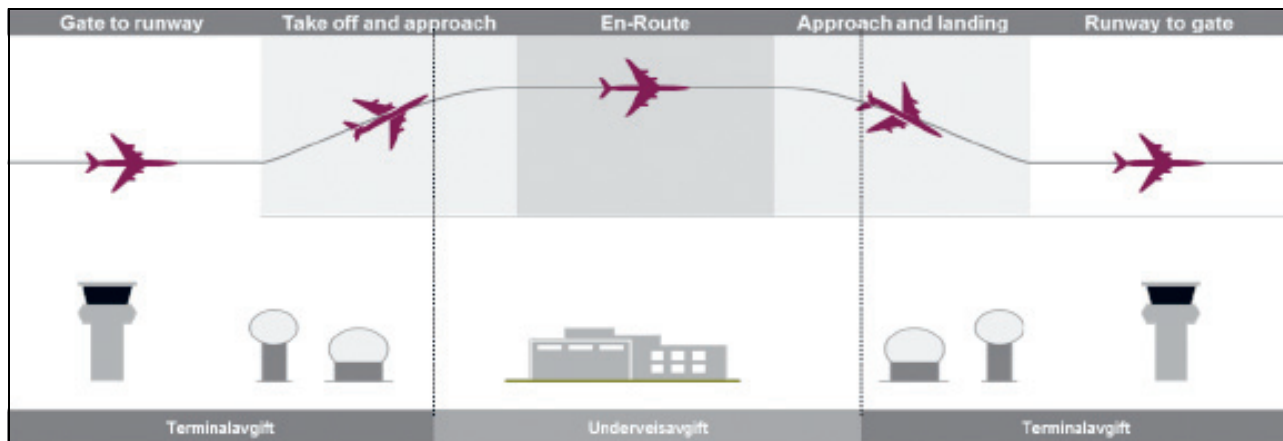 Gate to runway
Take off and approach
En-Route
Approach and landing
Runway to gate
Terminalavgift
Underveisavgift
Terminalavgift